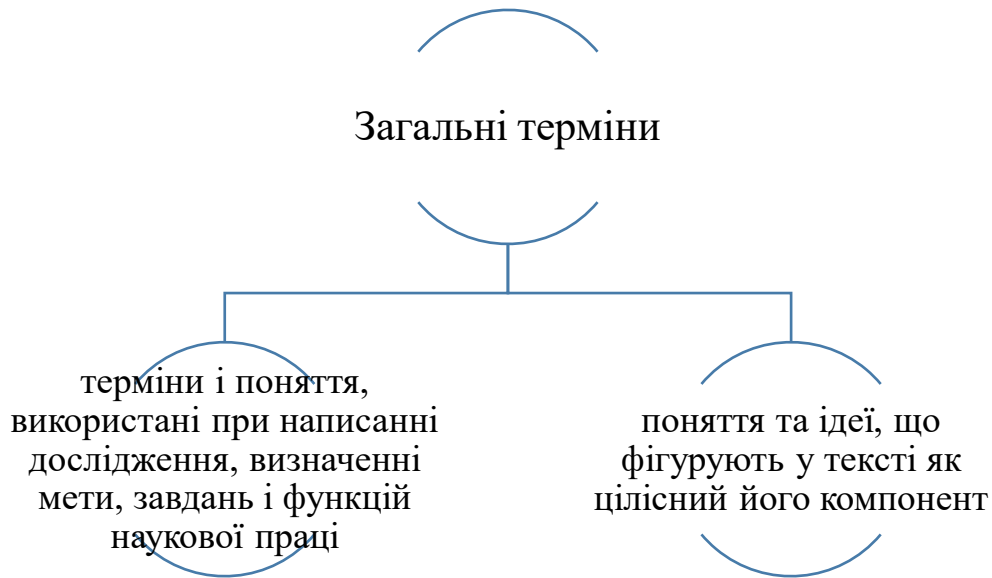 Загальні терміни
терміни і поняття,
використані при написанні
дослідження, визначенні
мети, завдань і функцій
наукової праці
поняття та ідеї, що
фігурують у тексті як
цілісний його компонент